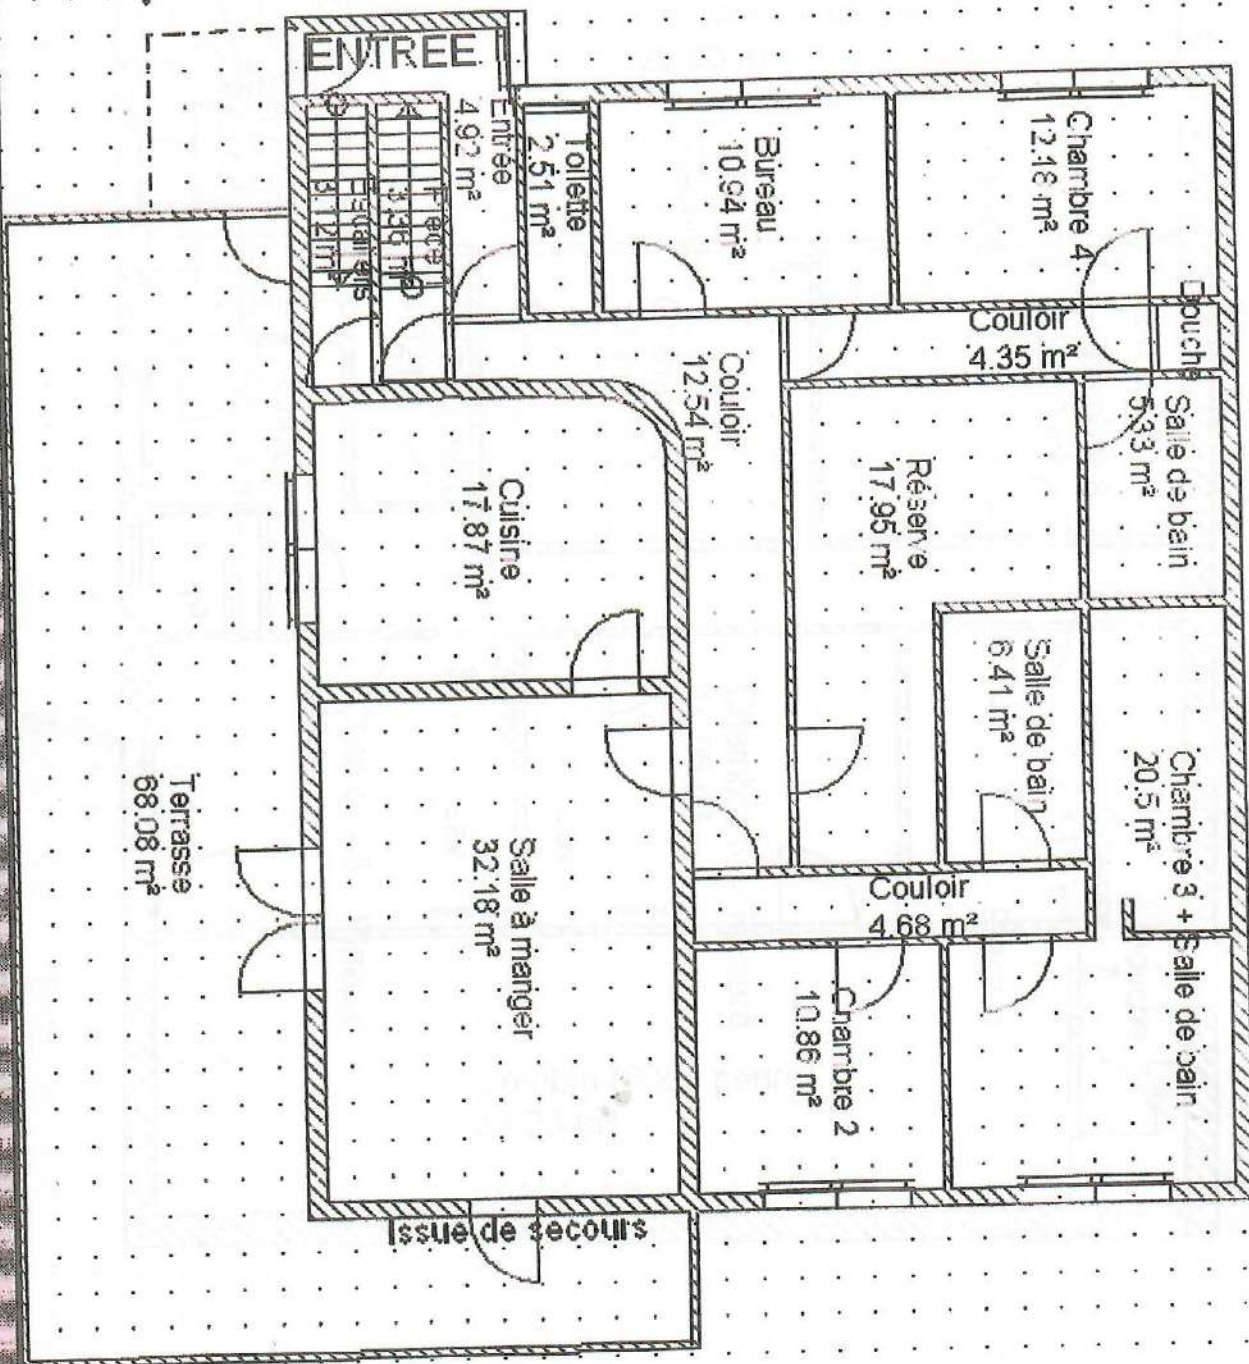 ENTREE
Entrée
4.92 m²
Toilette
2.51 m²
Bureau
10.94 m²
Chambre 4
12.18 m²
Escaliers
3.12 m²
Douche
Couloir
4.35 m²
Salle de bain
5.33 m²
Couloir
12.54 m²
Réserve
17.95 m²
Cuisine
17.87 m²
Salle de bain
6.41 m²
Chambre 3 + Salle de bain
20.5 m²
Terrasse
68.08 m²
Salle à manger
32.18 m²
Couloir
4.68 m²
Chambre 2
10.86 m²
Issue de secours